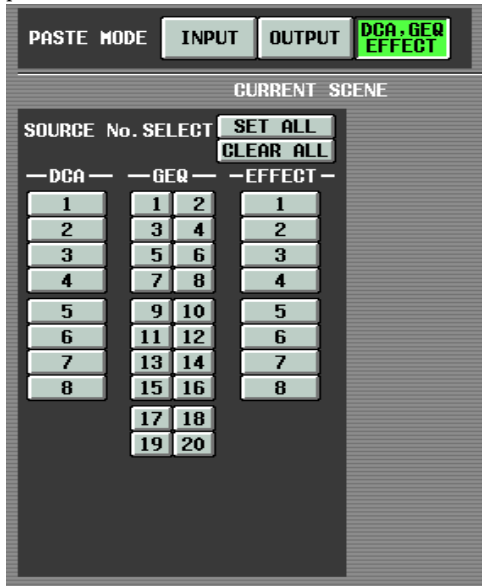 PASTE MODE INPUT OUTPUT DCA,GEQ EFFECT
CURRENT SCENE
SOURCE No.SELECT SET ALL
CLEAR ALL
DCA GEQ EFFECT
1 1 2 1
2 3 4 2
3 5 6 3
4 7 8 4
5 9 10 5
6 11 12 6
7 13 14 7
8 15 16 8
17 18
19 20